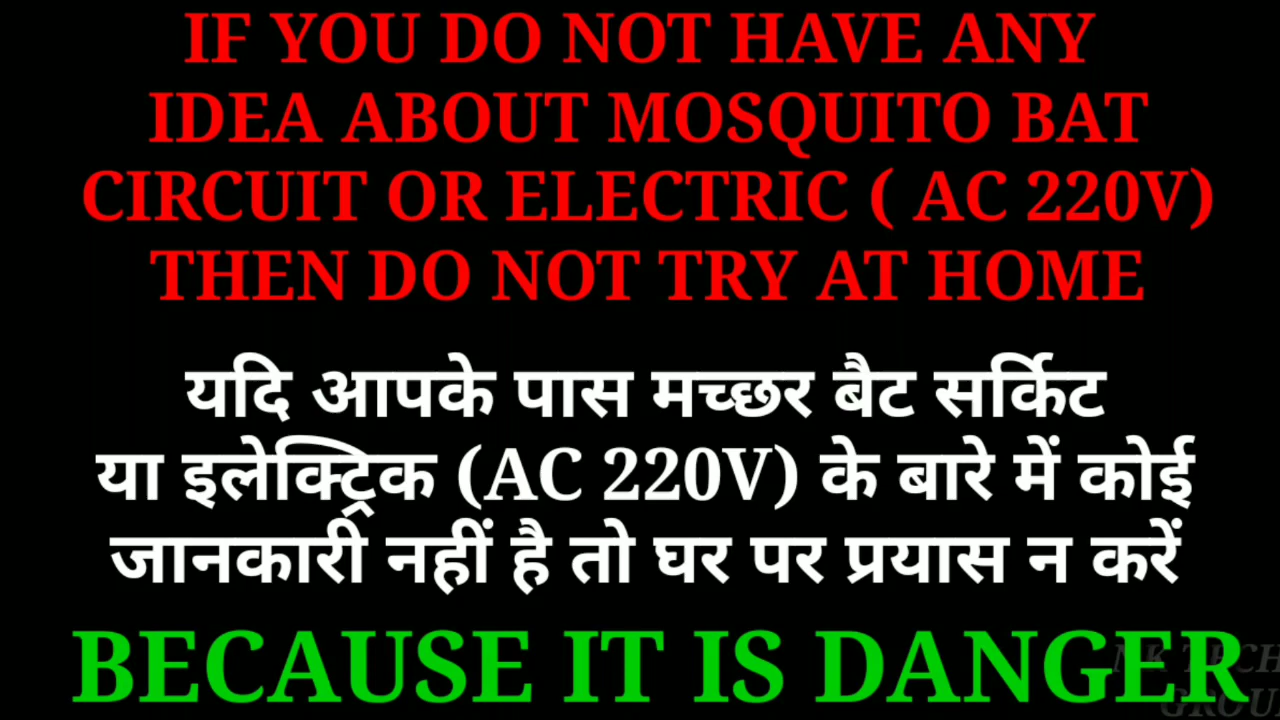 IF YOU DO NOT HAVE ANY
IDEA ABOUT MOSQUITO BAT
CIRCUIT OR ELECTRIC ( AC 220V)
THEN DO NOT TRY AT HOME
यदि आपके पास मच्छर बैट सर्किट
या इलेक्ट्रिक (AC 220V) के बारे में कोई
जानकारी नहीं है तो घर पर प्रयास न करें
BECAUSE IT IS DANGER